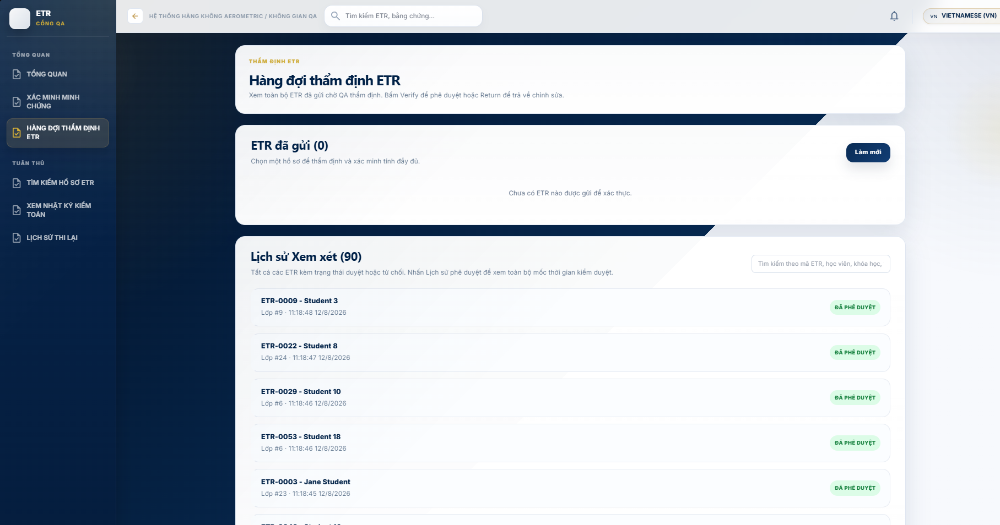 ETR
CỔNG QA
TỔNG QUAN
TỔNG QUAN
XÁC MINH MINH
CHỨNG
HÀNG ĐỢI THẨM ĐỊNH
ETR
TUÂN THỦ
TÌM KIẾM HỒ SƠ ETR
XEM NHẬT KÝ KIỂM
TOÁN
LỊCH SỬ THI LẠI
HỆ THỐNG HÀNG KHÔNG AEROMETRIC / KHÔNG GIAN QA
Tìm kiếm ETR, bằng chứng...
VN VIETNAMESE (VN)
THẨM ĐỊNH ETR
Hàng đợi thẩm định ETR
Xem toàn bộ ETR đã gửi chờ QA thẩm định. Bấm Verify để phê duyệt hoặc Return để trả về chỉnh sửa.
ETR đã gửi (0)
Chọn một hồ sơ để thẩm định và xác minh tính đầy đủ.
Làm mới
Chưa có ETR nào được gửi để xác thực.
Lịch sử Xem xét (90)
Tất cả các ETR kèm trạng thái duyệt hoặc từ chối. Nhấn Lịch sử phê duyệt để xem toàn bộ mốc thời gian kiểm duyệt.
Tìm kiếm theo mã ETR, học viên, khóa học,
ETR-0009 - Student 3
Lớp #9 · 11:18:48 12/8/2026
ĐÃ PHÊ DUYỆT
ETR-0022 - Student 8
Lớp #24 · 11:18:47 12/8/2026
ĐÃ PHÊ DUYỆT
ETR-0029 - Student 10
Lớp #6 · 11:18:46 12/8/2026
ĐÃ PHÊ DUYỆT
ETR-0053 - Student 18
Lớp #6 · 11:18:46 12/8/2026
ĐÃ PHÊ DUYỆT
ETR-0003 - Jane Student
Lớp #23 · 11:18:45 12/8/2026
ĐÃ PHÊ DUYỆT